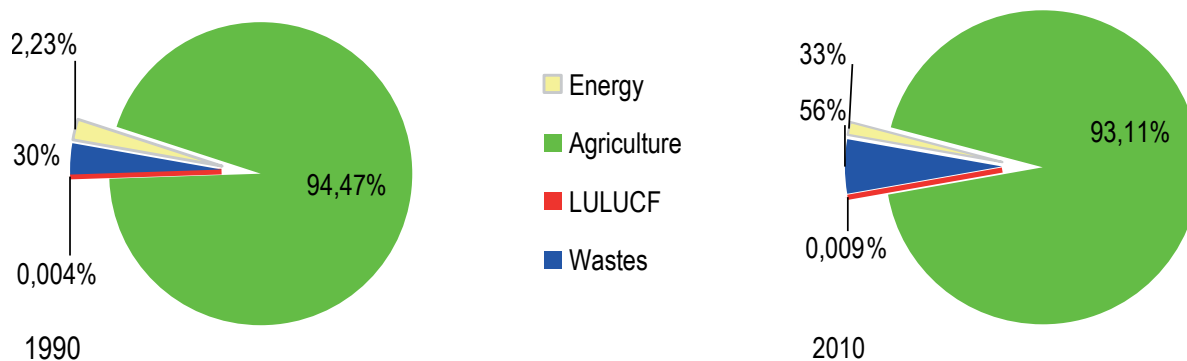 2,23%
30%
94,47%
0,004%
1990
Energy
Agriculture
LULUCF
Wastes
33%
56%
93,11%
0,009%
2010